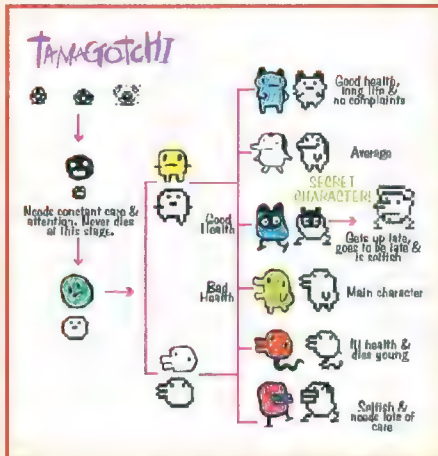 TAMAGOTCHI
Good health,
long life &
no complaints
Average
SECRET
CHARACTER!
Needs constant care &
attention. Never dies
at this stage.
Good
Health
Gets up late,
goes to be late &
is selfish
Bad
Health
Main character
Ill health &
dies young
Selfish &
needs lots of
care